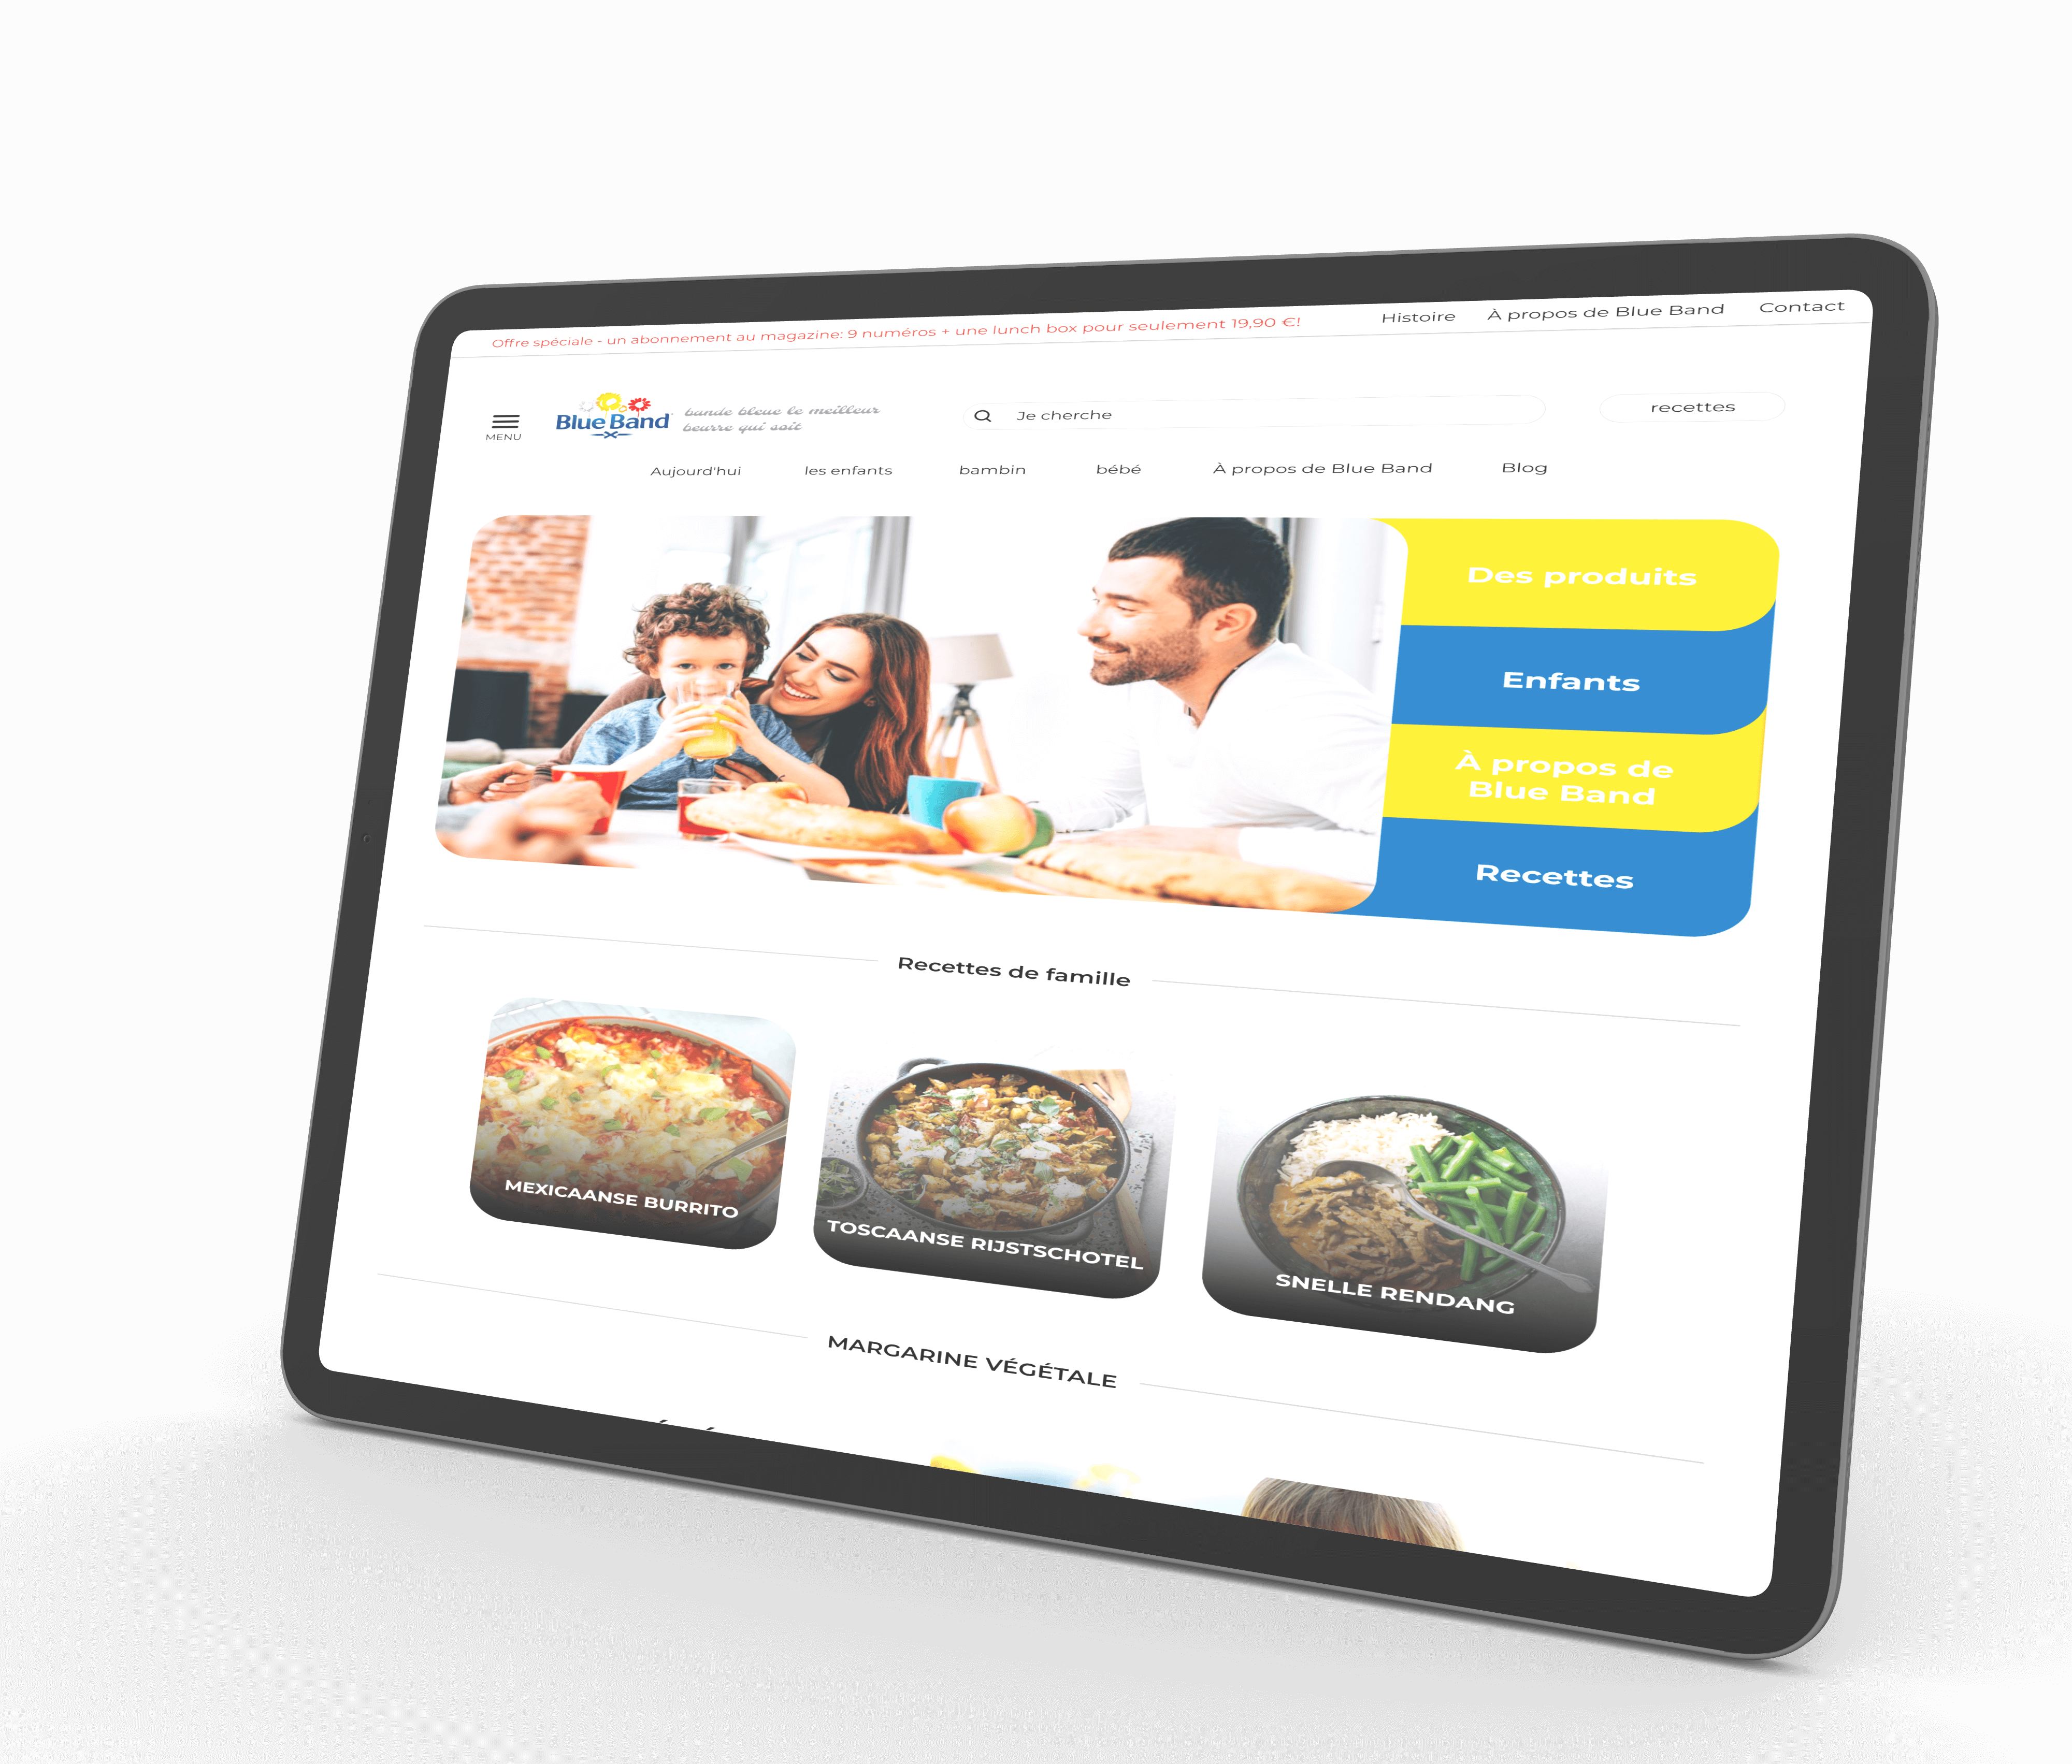 Offre spéciale - un abonnement au magazine: 9 numéros + une lunch box pour seulement 19,90 €!
Histoire
À propos de Blue Band
Contact
MENU
Blue Band
bande bleue le meilleur
beurre qui soit
Je cherche
recettes
Aujourd'hui
les enfants
bambin
bébé
À propos de Blue Band
Blog
Des produits
Enfants
À propos de
Blue Band
Recettes
Recettes de famille
MEXICAANSE BURRITO
TOSCAANSE RIJSTSCHOTEL
SNELLE RENDANG
MARGARINE VÉGÉTALE